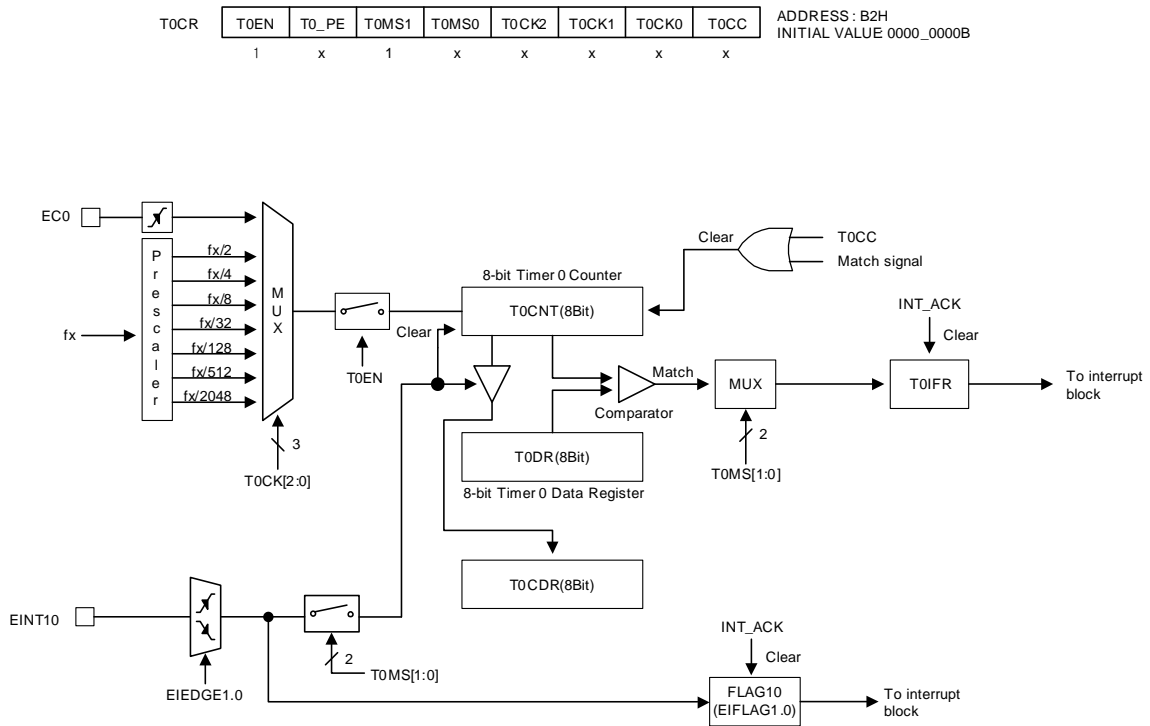 T0CR T0EN T0_PE T0MS1 T0MS0 T0CK2 T0CK1 T0CK0 T0CC
ADDRESS : B2H
INITIAL VALUE: 0000_0000B
1 x 1 x x x x x
EC0
Prescaler
fx
fx/2
fx/4
fx/8
fx/32
fx/128
fx/512
fx/2048
MUX
3
T0CK[2:0]
T0EN
Clear
8-bit Timer 0 Counter
T0CNT(8Bit)
Clear
T0CC
Match signal
Comparator
Match
MUX
2
T0MS[1:0]
INT_ACK
Clear
T0IFR
To interrupt
block
T0DR(8Bit)
8-bit Timer 0 Data Register
T0CDR(8Bit)
EINT10
EIEDGE1.0
2
T0MS[1:0]
INT_ACK
Clear
FLAG10
(EIFLAG1.0)
To interrupt
block